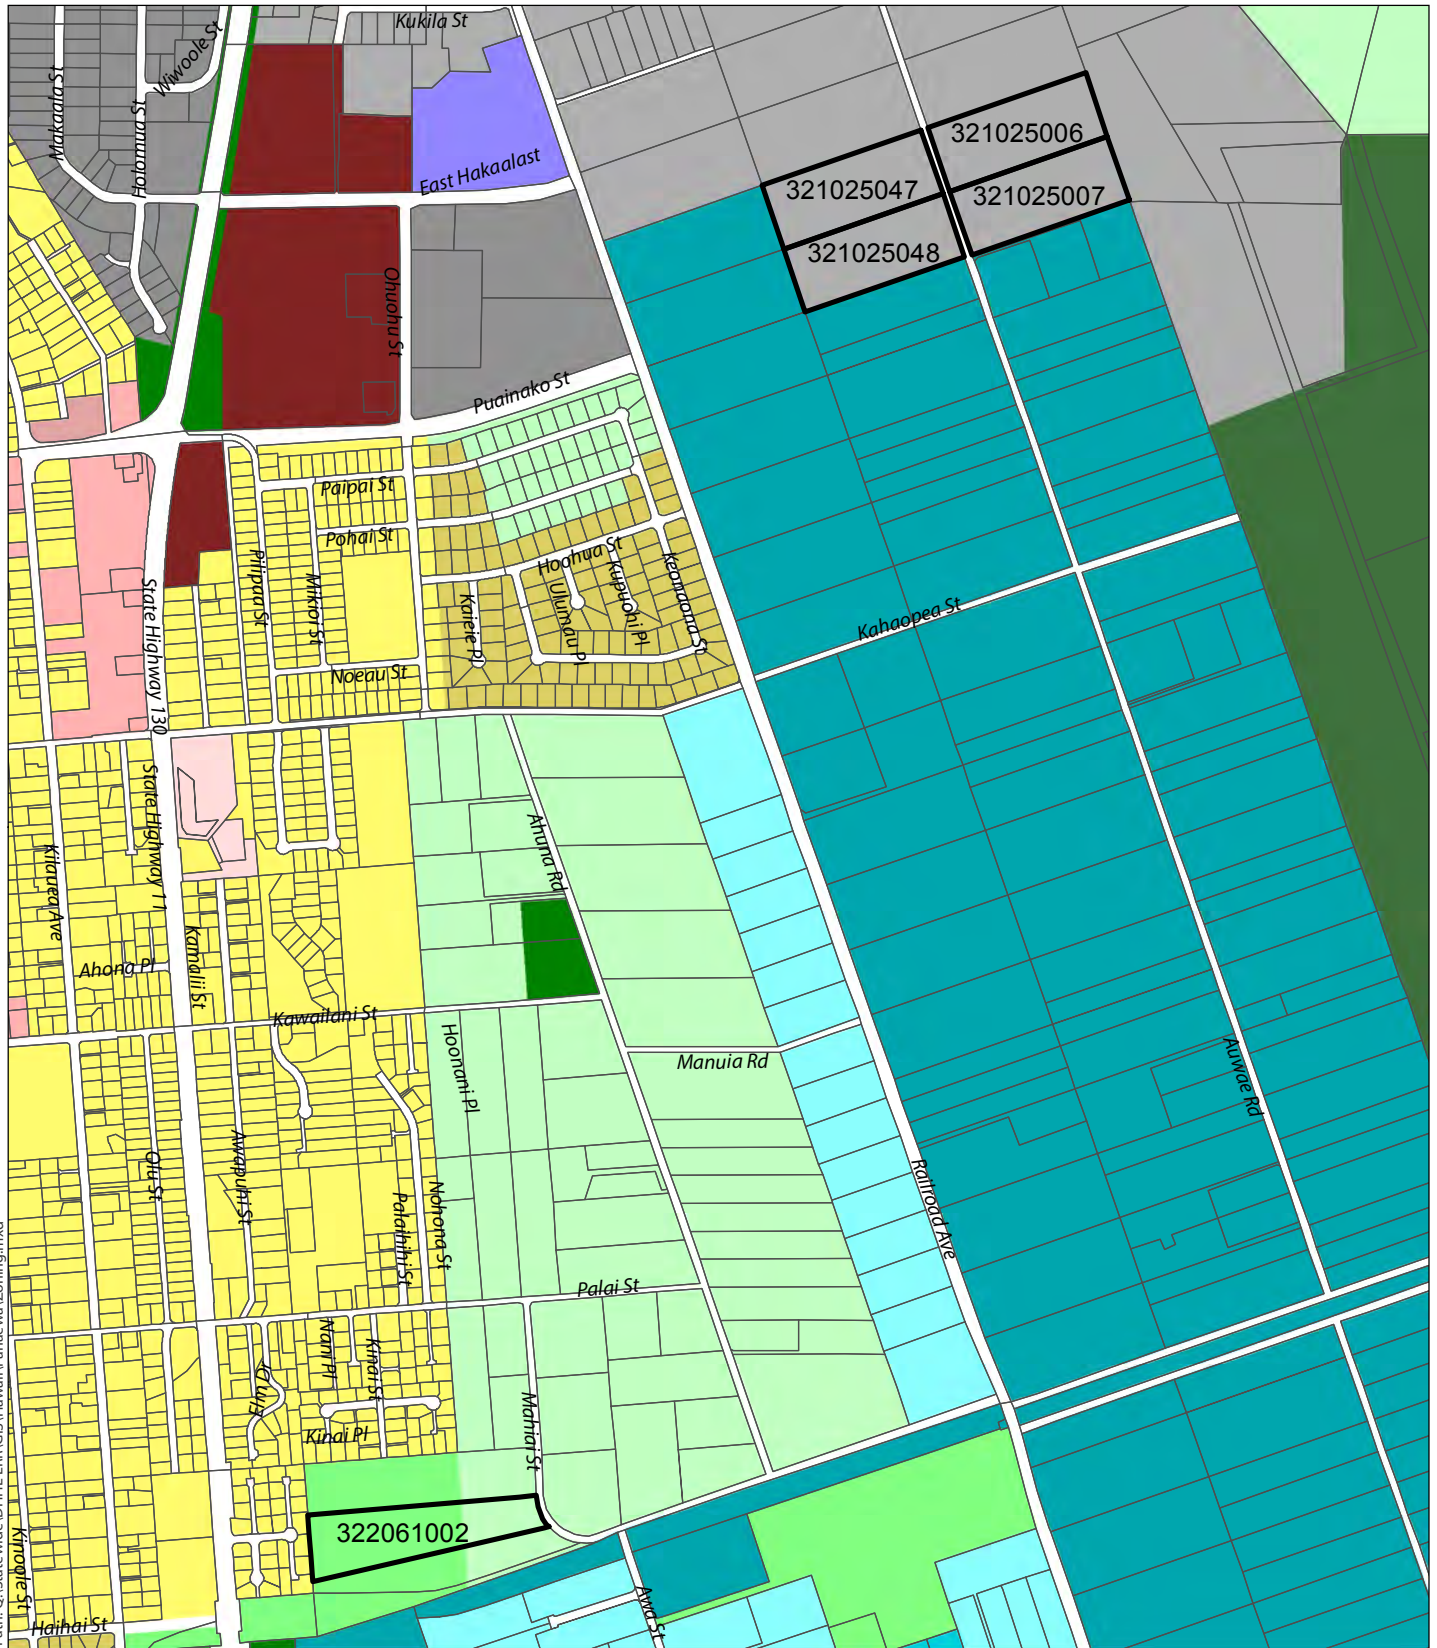 Kukila St
Wiwoole St
Makaala St
Holomua St
East Hakaalast
321025006
321025047
321025007
321025048
Ohuohu St
Puainako St
Paipai St
Pohai St
Pilipaa St
Mikioi St
Hoohua St
Kaieie Pl
Ulumau Pl
Kupuohi Pl
Keonaona St
Noeau St
Kahaopea St
State Highway 130
State Highway 11
Kilauea Ave
Ahuna Rd
Ahona Pl
Kamalii St
Kawailani St
Hoonani Pl
Manuia Rd
Auwae Rd
Olu St
Awapuhi St
Palaihihi St
Nohona St
Railroad Ave
Palai St
Nani Pl
Kinai St
Kinai Pl
Mahiai St
322061002
Kinoole St
Haihai St
Awa St